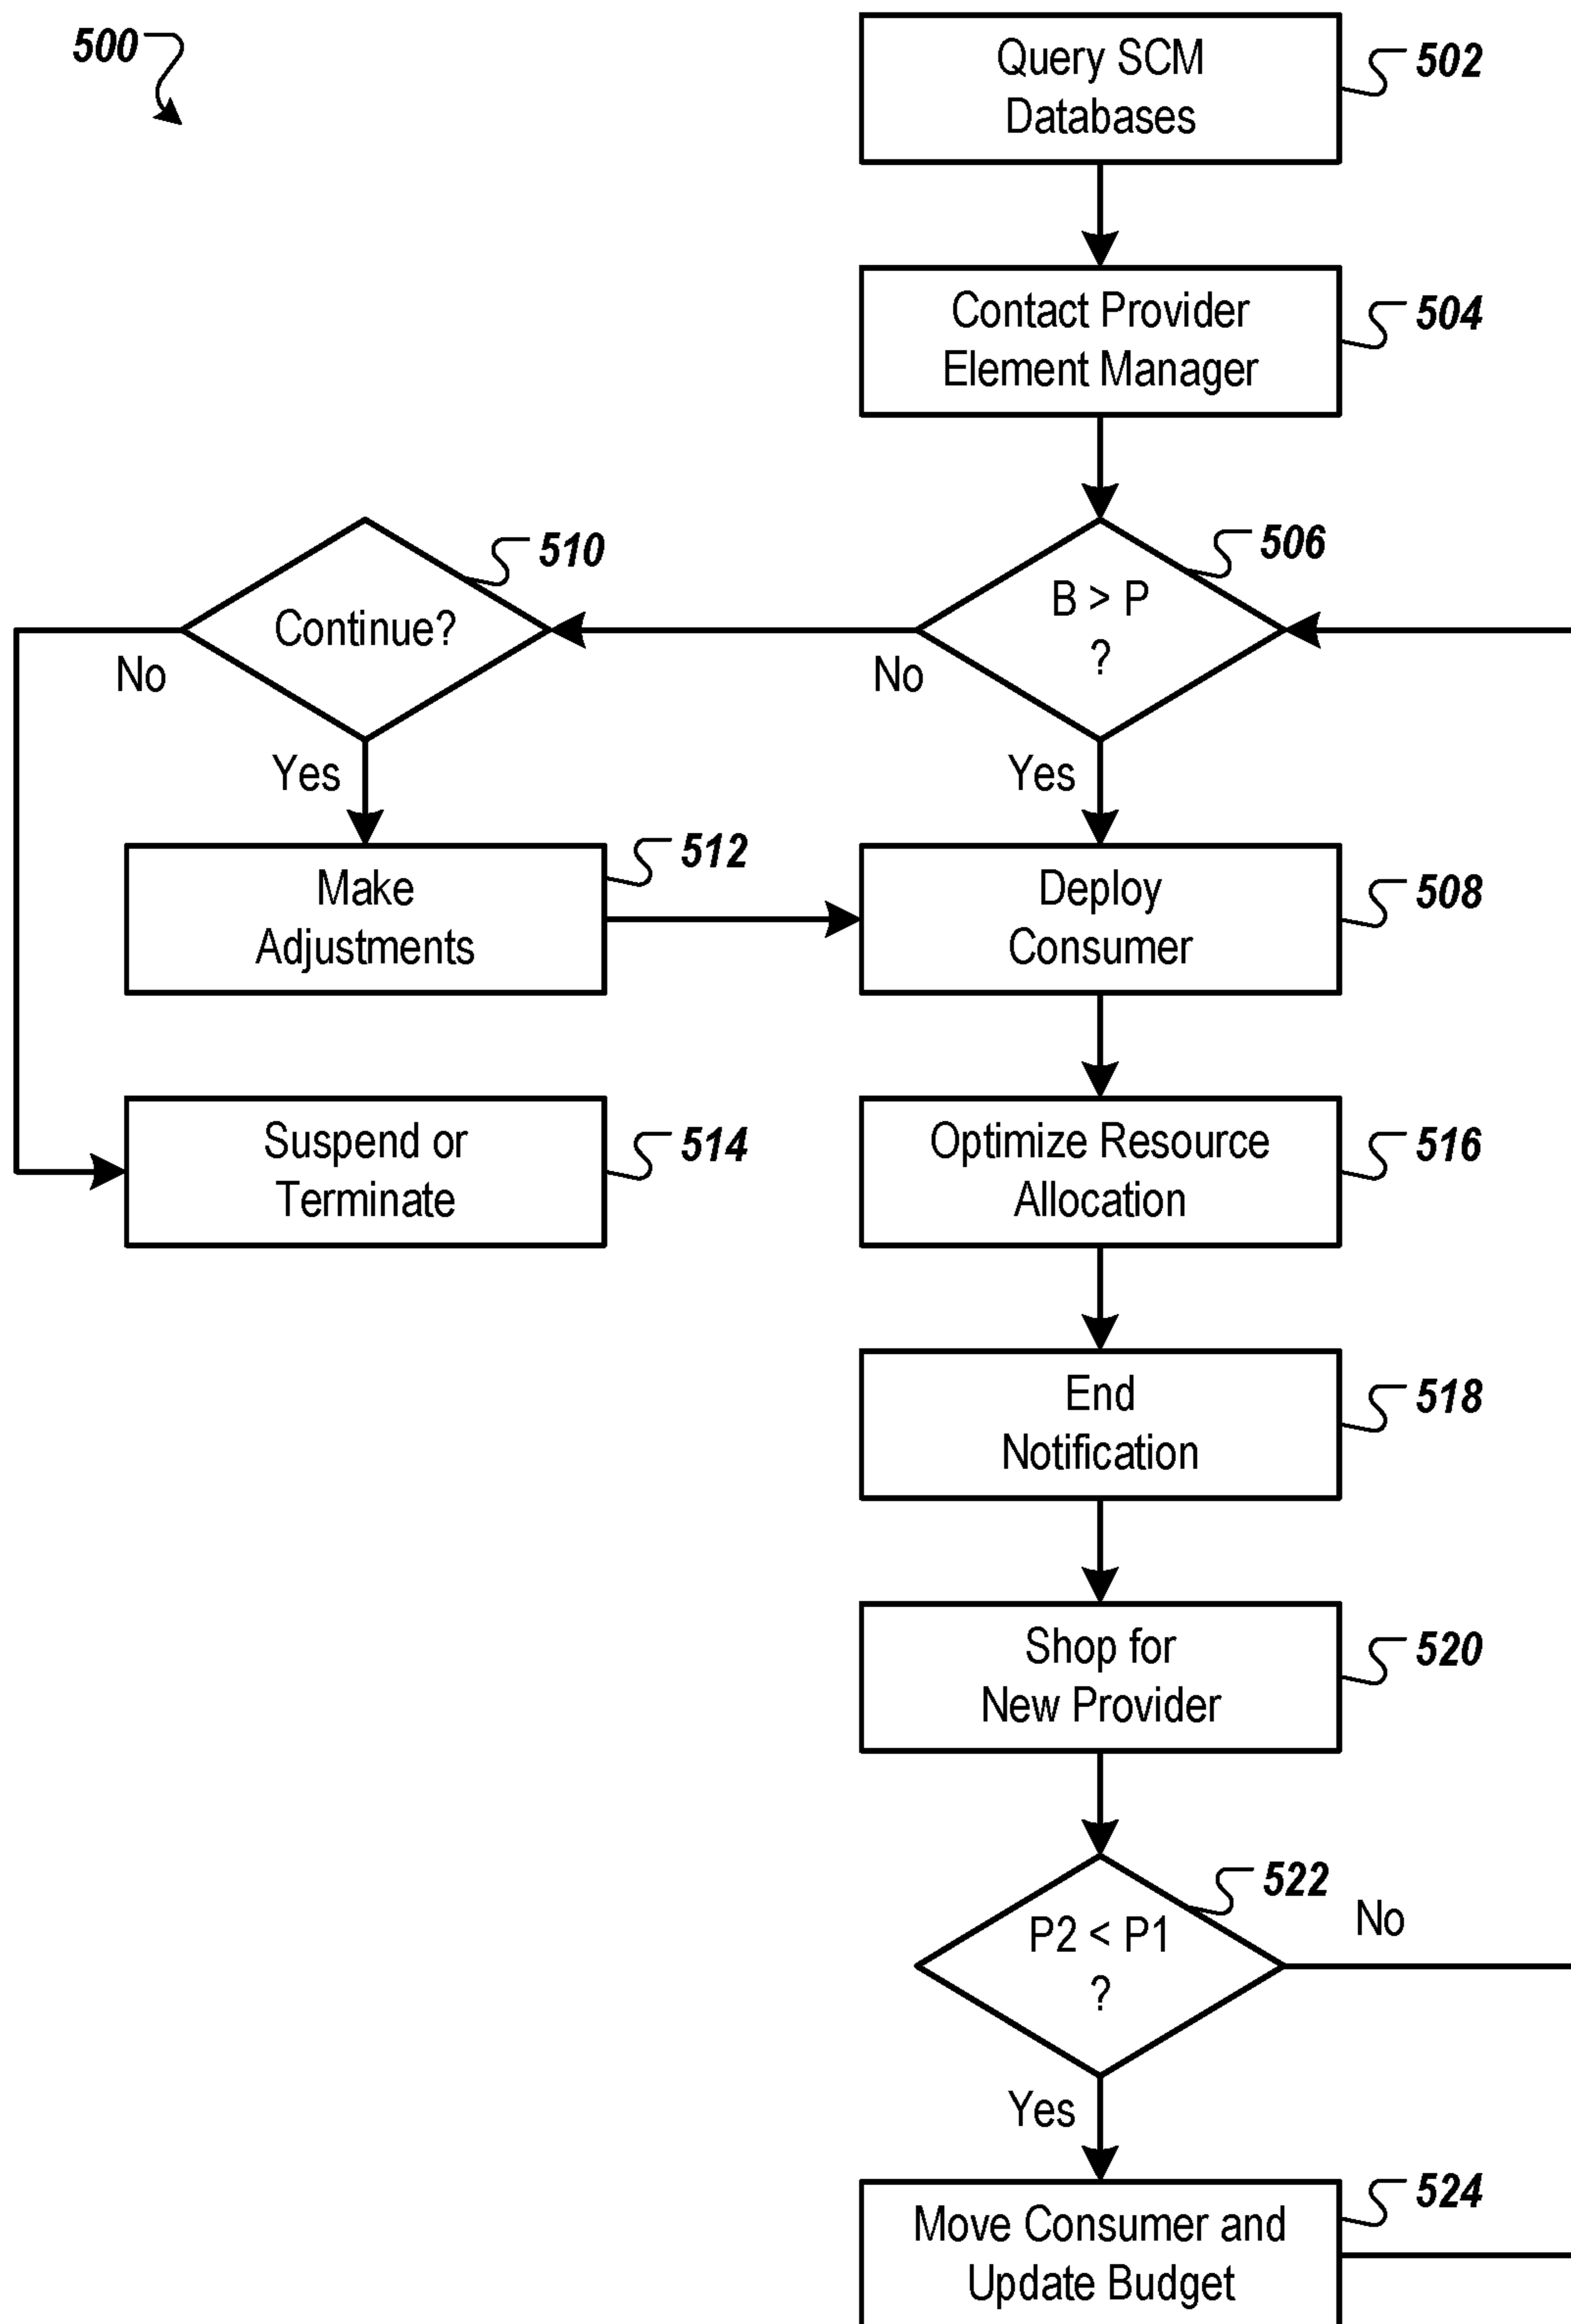 500
Query SCM
Databases
502
Contact Provider
Element Manager
504
510
Continue?
No
Yes
506
B > P
?
No
Yes
Make
Adjustments
512
Deploy
Consumer
508
Suspend or
Terminate
514
Optimize Resource
Allocation
516
End
Notification
518
Shop for
New Provider
520
522
P2 < P1
?
No
Yes
524
Move Consumer and
Update Budget